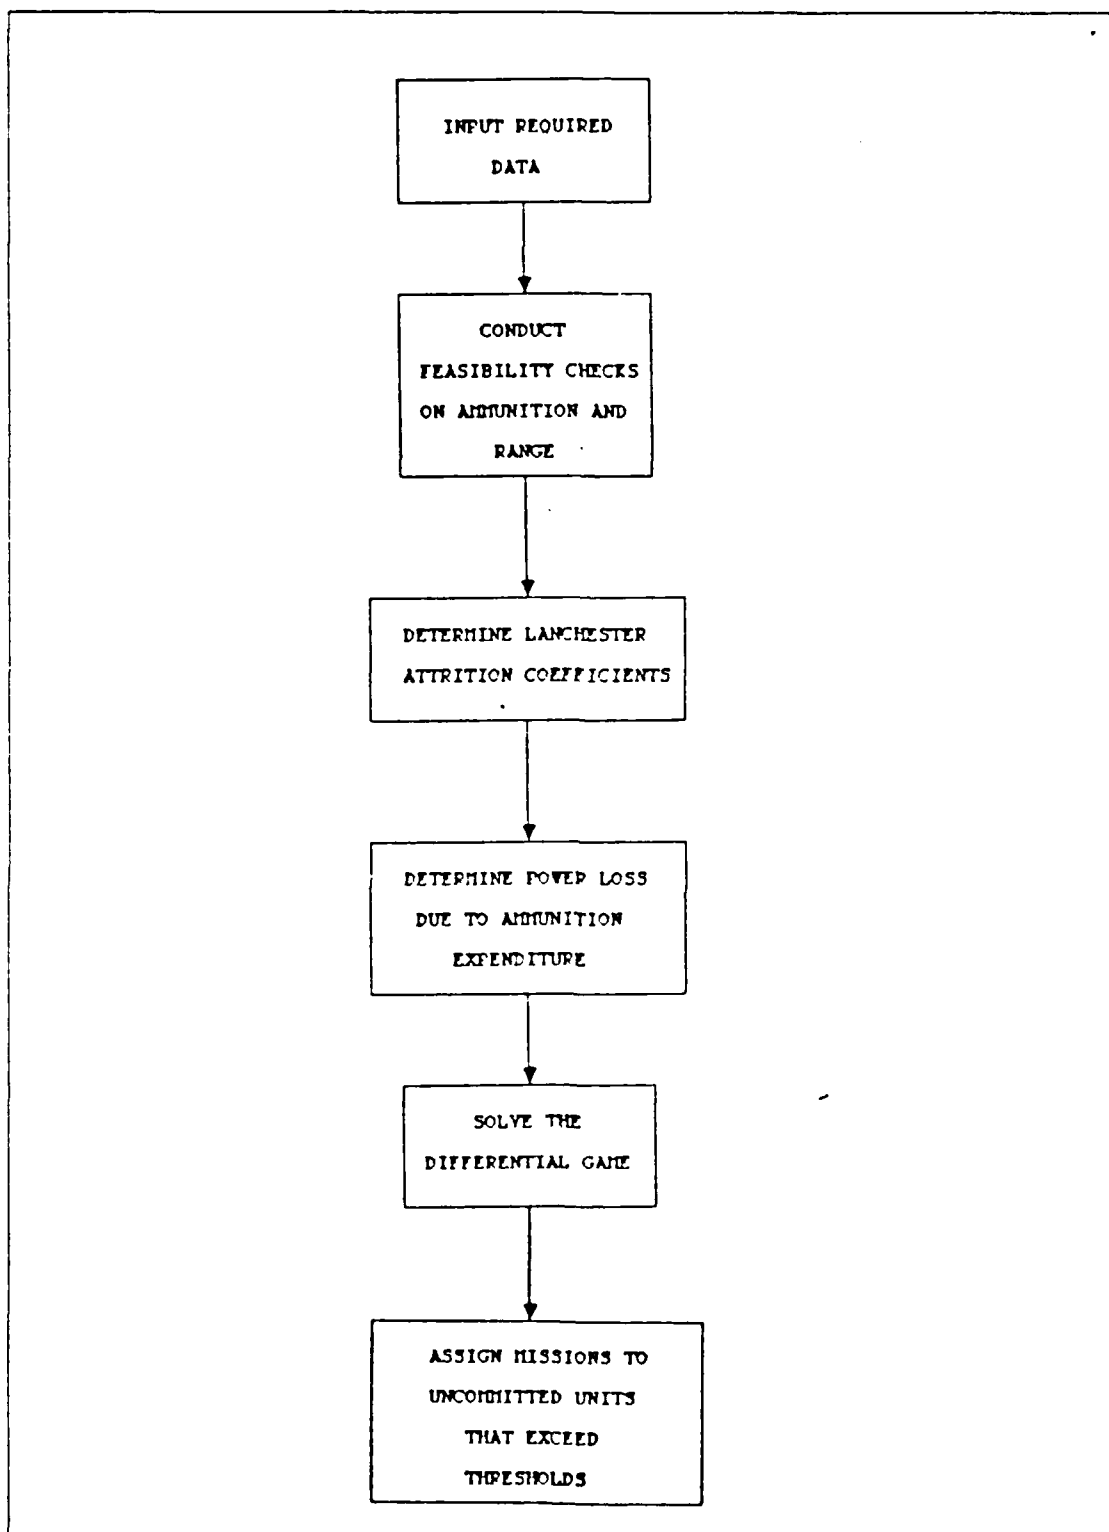 INPUT REQUIRED
DATA
CONDUCT
FEASIBILITY CHECKS
ON AMMUNITION AND
RANGE
DETERMINE LANCHESTER
ATTRITION COEFFICIENTS
DETERMINE POWER LOSS
DUE TO AMMUNITION
EXPENDITURE
SOLVE THE
DIFFERENTIAL GAME
ASSIGN MISSIONS TO
UNCOMMITTED UNITS
THAT EXCEED
THRESHOLDS